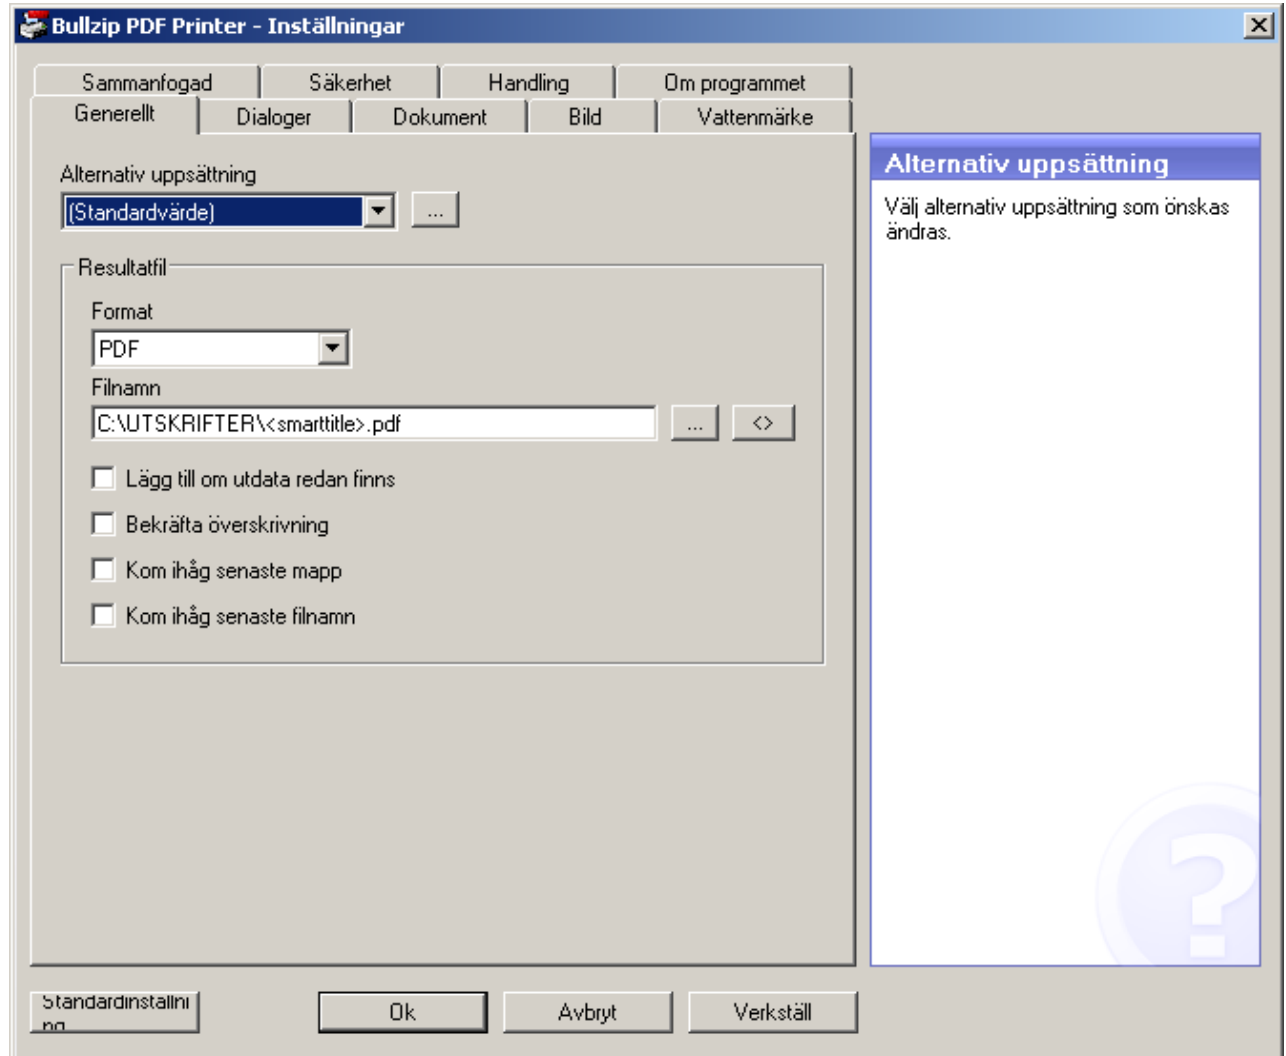 Bullzip PDF Printer - Inställningar
Sammanfogad Säkerhet Handling Om programmet
Generellt Dialoger Dokument Bild Vattenmärke
Alternativ uppsättning
(Standardvärde) ...
Resultatfil
Format
PDF
Filnamn
C:\UTSKRIFTER\<smarttitle>.pdf ... <>
Lägg till om utdata redan finns
Bekräfta överskrivning
Kom ihåg senaste mapp
Kom ihåg senaste filnamn
Alternativ uppsättning
Välj alternativ uppsättning som önskas
ändras.
?
Standardinställni
ng
Ok Avbryt Verkställ